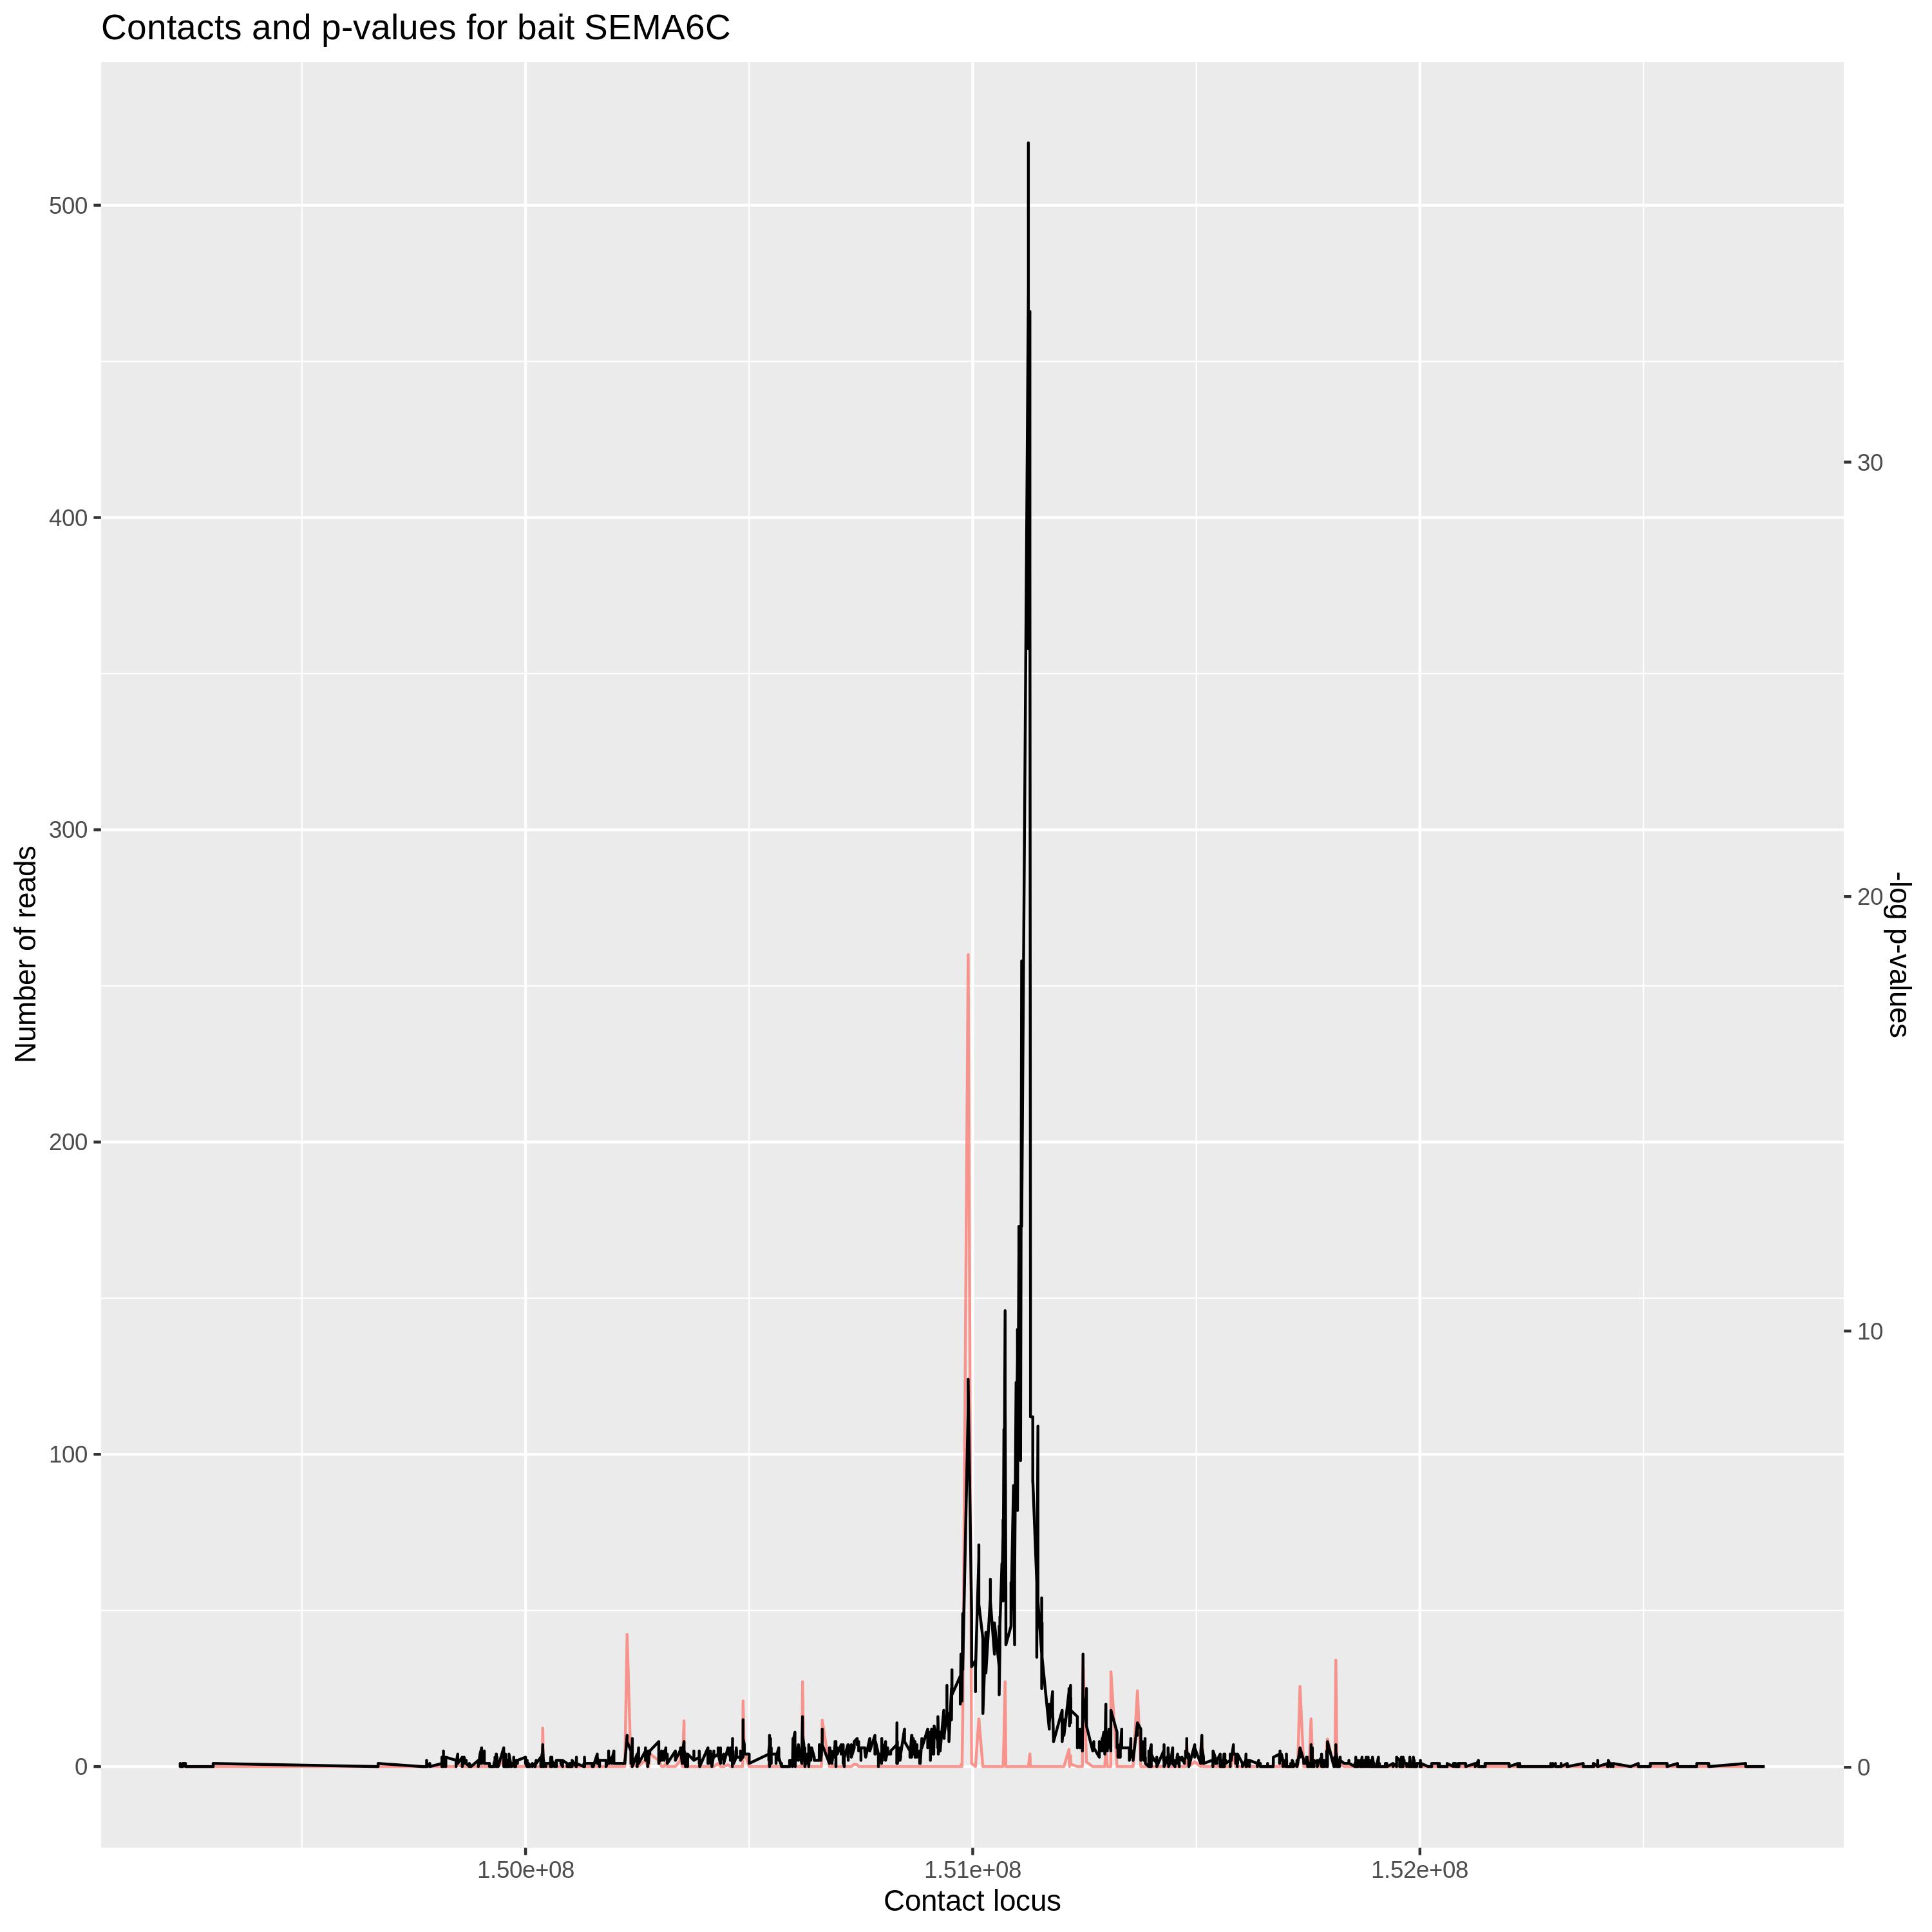 Contacts and p-values for bait SEMA6C
500
400
300
200
100
0
Number of reads
30
20
10
0
-log p-values
1.50e+08
1.51e+08
1.52e+08
Contact locus